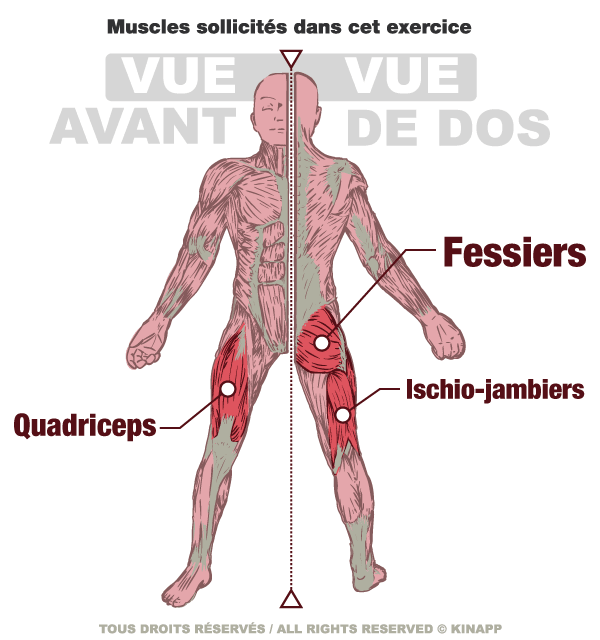 Muscles sollicités dans cet exercice
VUE VUE
AVANT DE DOS
Fessiers
Ischio-jambiers
Quadriceps
TOUS DROITS RÉSERVÉS / ALL RIGHTS RESERVED © KINAPP